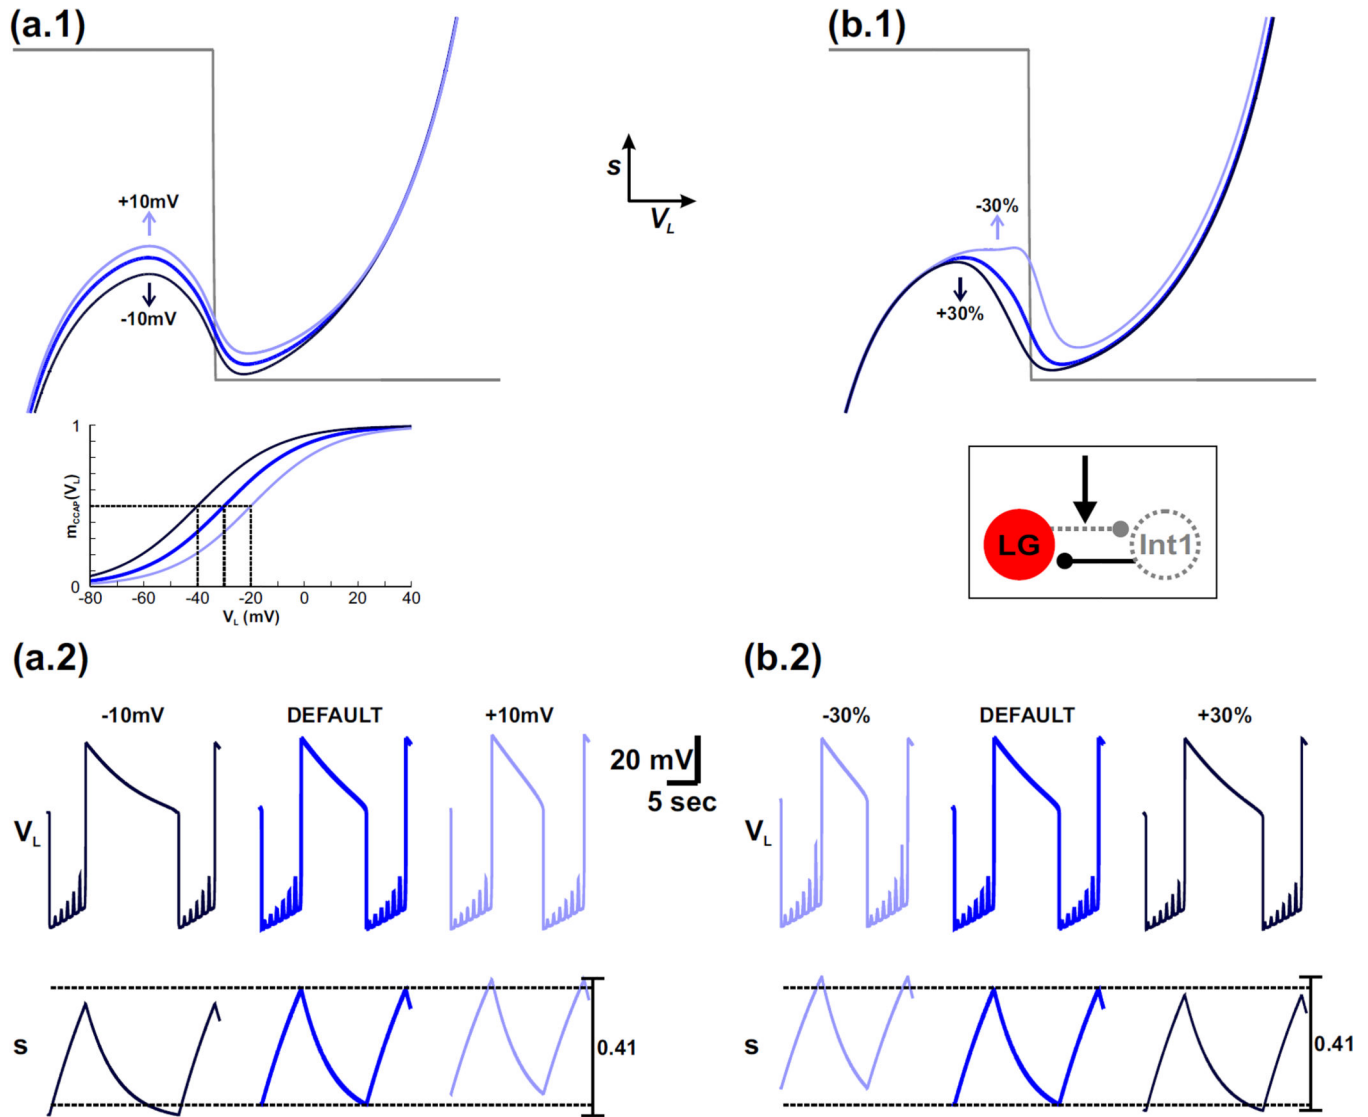 (a.1)
(b.1)
+10mV
-10mV
s
V_L
-30%
+30%
1
m_CCAP(V_L)
0
-80 -60 -40 -20 0 20 40
V_L (mV)
LG
Int1
(a.2)
(b.2)
-10mV DEFAULT +10mV
20 mV
5 sec
-30% DEFAULT +30%
V_L
V_L
s
0.41
s
0.41